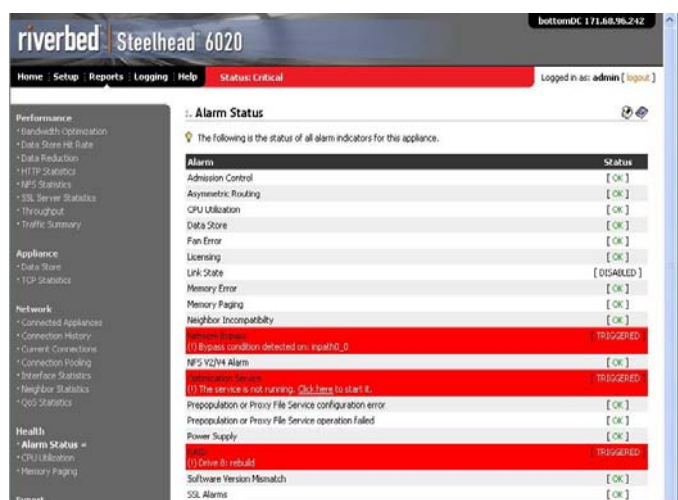 bottomDC 171.68.96.242
riverbed Steelhead 6020
Home Setup Reports Logging Help Status: Critical Logged in as: admin [ logout ]
Performance
Bandwidth Optimization
Data Store Hit Rate
Data Reduction
HTTP Statistics
NFS Statistics
SSL Server Statistics
Throughput
Traffic Summary
Appliance
Data Store
TCP Statistics
Network
Connected Appliances
Connection History
Current Connections
Connection Pooling
Interface Statistics
Neighbor Statistics
QoS Statistics
Health
Alarm Status «
CPU Utilization
Memory Paging
Export
:. Alarm Status
The following is the status of all alarm indicators for this appliance.
Alarm Status
Admission Control [ OK ]
Asymmetric Routing [ OK ]
CPU Utilization [ OK ]
Data Store [ OK ]
Fan Error [ OK ]
Licensing [ OK ]
Link State [ DISABLED ]
Memory Error [ OK ]
Memory Paging [ OK ]
Neighbor Incompatibilty [ OK ]
Network Bypass [ TRIGGERED ]
(!) Bypass condition detected on: inpath0_0
NFS V2/V4 Alarm [ OK ]
Optimization Service [ TRIGGERED ]
(!) The service is not running. Click here to start it.
Prepopulation or Proxy File Service configuration error [ OK ]
Prepopulation or Proxy File Service operation failed [ OK ]
Power Supply [ OK ]
RAID [ TRIGGERED ]
(!) Drive 8: rebuild
Software Version Mismatch [ OK ]
SSL Alarms [ OK ]